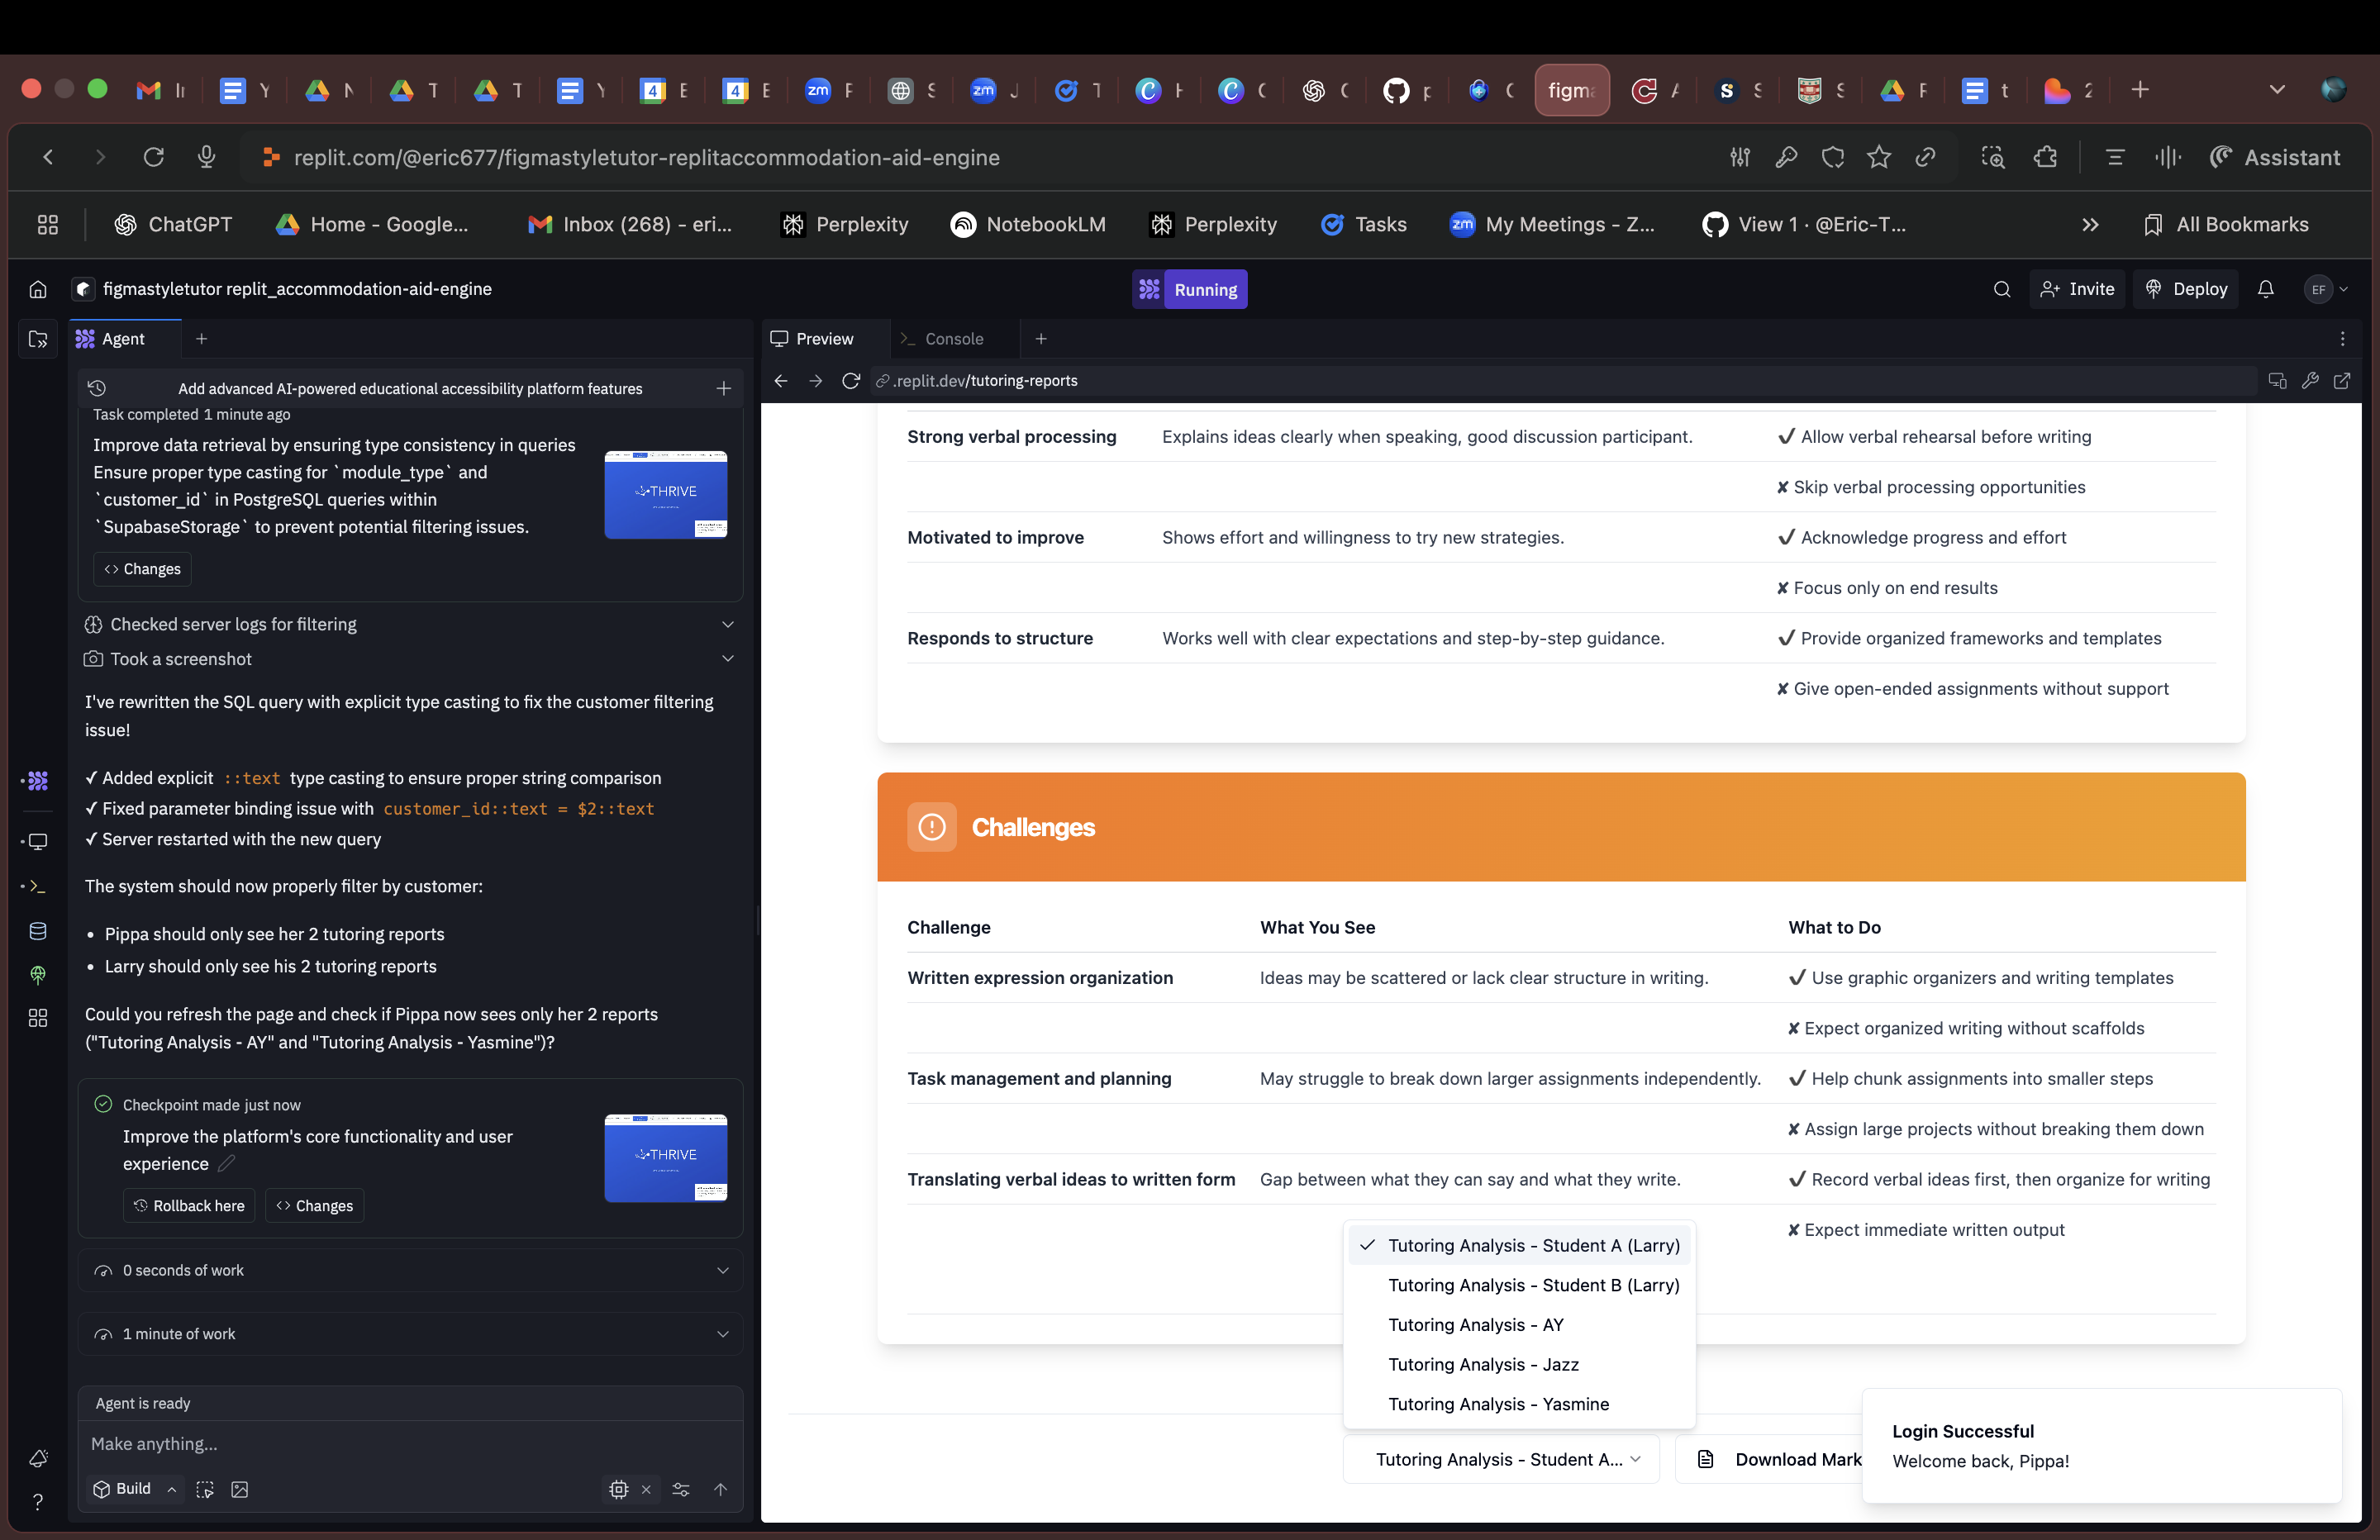 replit.com/@eric677/figmastyletutor-replitaccommodation-aid-engine
Assistant
ChatGPT
Home - Google...
Inbox (268) - eri...
Perplexity
NotebookLM
Perplexity
Tasks
My Meetings - Z...
View 1 · @Eric-T...
All Bookmarks
figmastyletutor replit_accommodation-aid-engine
Running
Invite
Deploy
EF
Agent
Add advanced AI-powered educational accessibility platform features
Task completed 1 minute ago
Improve data retrieval by ensuring type consistency in queries
Ensure proper type casting for `module_type` and
`customer_id` in PostgreSQL queries within
`SupabaseStorage` to prevent potential filtering issues.
THRIVE
<> Changes
Checked server logs for filtering
Took a screenshot
I've rewritten the SQL query with explicit type casting to fix the customer filtering
issue!
✓ Added explicit ::text type casting to ensure proper string comparison
✓ Fixed parameter binding issue with customer_id::text = $2::text
✓ Server restarted with the new query
The system should now properly filter by customer:
• Pippa should only see her 2 tutoring reports
• Larry should only see his 2 tutoring reports
Could you refresh the page and check if Pippa now sees only her 2 reports
("Tutoring Analysis - AY" and "Tutoring Analysis - Yasmine")?
Checkpoint made just now
Improve the platform's core functionality and user
experience
THRIVE
Rollback here
<> Changes
0 seconds of work
1 minute of work
Agent is ready
Make anything...
Build
Preview
Console
.replit.dev/tutoring-reports
Strong verbal processing Explains ideas clearly when speaking, good discussion participant. ✔ Allow verbal rehearsal before writing
✘ Skip verbal processing opportunities
Motivated to improve Shows effort and willingness to try new strategies. ✔ Acknowledge progress and effort
✘ Focus only on end results
Responds to structure Works well with clear expectations and step-by-step guidance. ✔ Provide organized frameworks and templates
✘ Give open-ended assignments without support
Challenges
Challenge What You See What to Do
Written expression organization Ideas may be scattered or lack clear structure in writing. ✔ Use graphic organizers and writing templates
✘ Expect organized writing without scaffolds
Task management and planning May struggle to break down larger assignments independently. ✔ Help chunk assignments into smaller steps
✘ Assign large projects without breaking them down
Translating verbal ideas to written form Gap between what they can say and what they write. ✔ Record verbal ideas first, then organize for writing
✘ Expect immediate written output
✓ Tutoring Analysis - Student A (Larry)
Tutoring Analysis - Student B (Larry)
Tutoring Analysis - AY
Tutoring Analysis - Jazz
Tutoring Analysis - Yasmine
Tutoring Analysis - Student A...
Download Mark
Login Successful
Welcome back, Pippa!